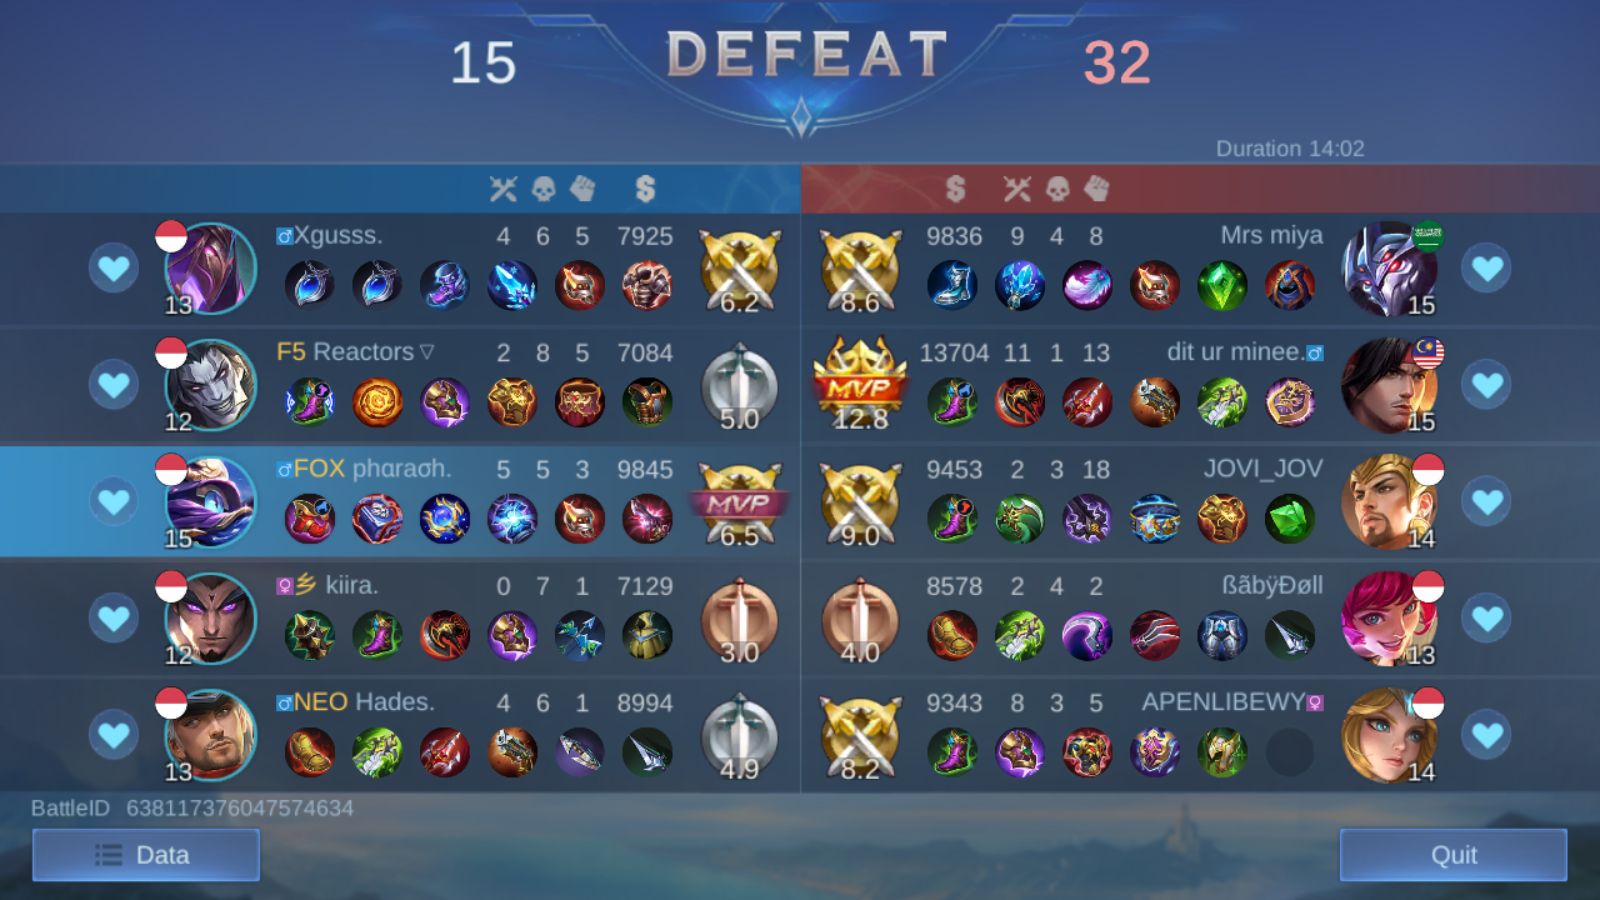 15 DEFEAT 32
Duration 14:02
Xgusss. 4 6 5 7925
13 6.2
9836 9 4 8 Mrs miya
8.6 15
F5 Reactors▽ 2 8 5 7084
12 5.0
13704 11 1 13 dit ur minee.
MVP
12.8 15
FOX pharaoh. 5 5 3 9845
MVP
15 6.5
9453 2 3 18 JOVI_JOV
9.0 14
乡 kiira. 0 7 1 7129
12 3.0
8578 2 4 2 ßãbÿÐøll
4.0 13
NEO Hades. 4 6 1 8994
13 4.9
9343 8 3 5 APENLIBEWY
8.2 14
BattleID 638117376047574634
Data
Quit